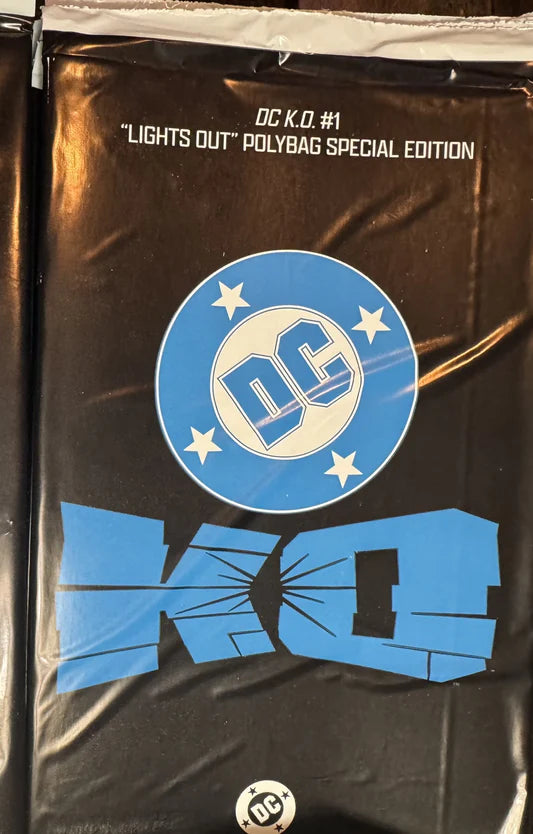 DC K.O. #1
“LIGHTS OUT” POLYBAG SPECIAL EDITION
DC
KO
DC